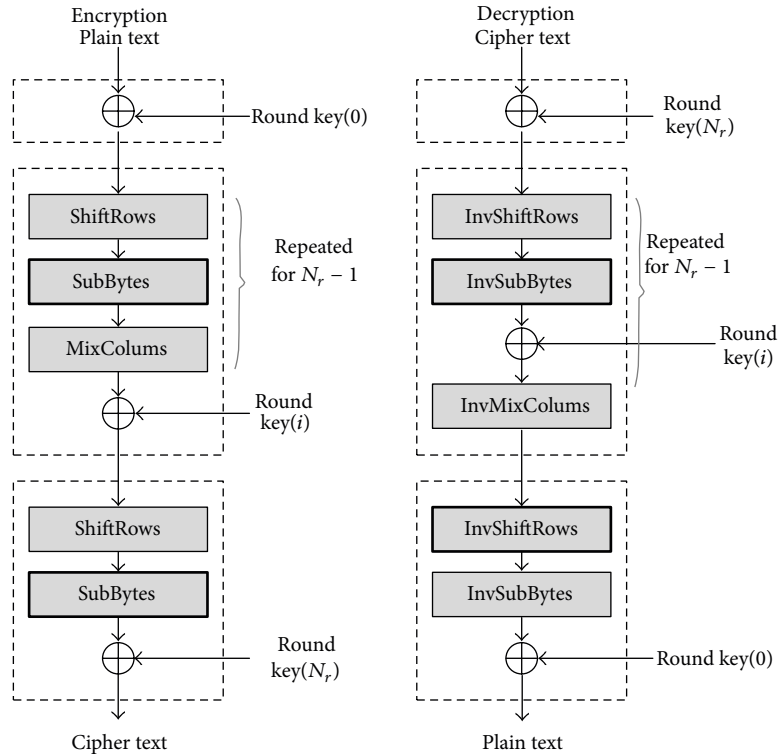 Encryption
Plain text
Round key(0)
ShiftRows
SubBytes
MixColums
Repeated
for N_r − 1
Round
key(i)
ShiftRows
SubBytes
Round
key(N_r)
Cipher text
Decryption
Cipher text
Round
key(N_r)
InvShiftRows
InvSubBytes
Repeated
for N_r − 1
Round
key(i)
InvMixColums
InvShiftRows
InvSubBytes
Round key(0)
Plain text